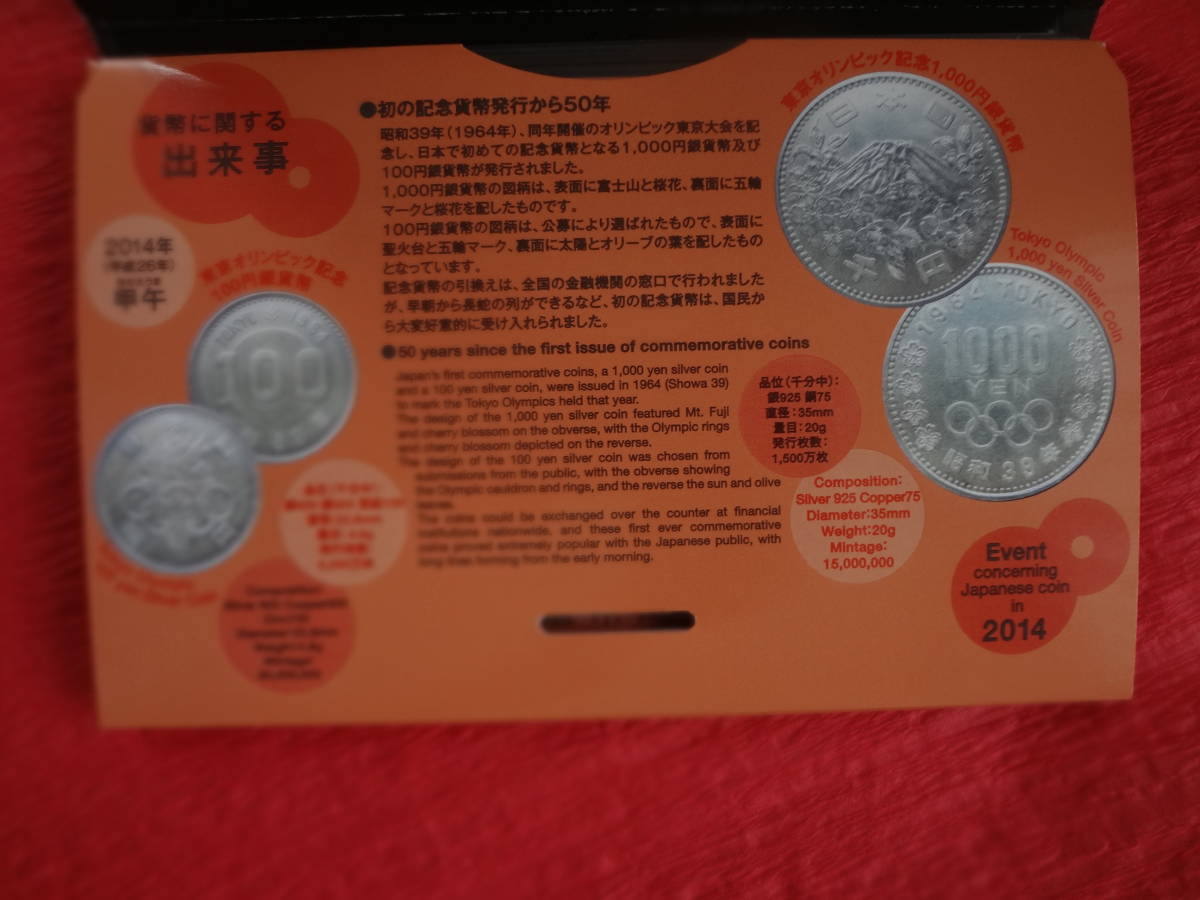 貨幣に関する
出来事
2014年
(平成26年)
甲午
●初の記念貨幣発行から50年
昭和39年(1964年)、同年開催のオリンピック東京大会を記
念し、日本で初めての記念貨幣となる1,000円銀貨幣及び
100円銀貨幣が発行されました。
1,000円銀貨幣の図柄は、表面に富士山と桜花、裏面に五輪
マークと桜花を配したものです。
100円銀貨幣の図柄は、公募により選ばれたもので、表面に
聖火台と五輪マーク、裏面に太陽とオリーブの葉を配したもの
となっています。
記念貨幣の引換えは、全国の金融機関の窓口で行われました
が、早朝から長蛇の列ができるなど、初の記念貨幣は、国民か
ら大変好意的に受け入れられました。
●50 years since the first issue of commemorative coins
Japan's first commemorative coins, a 1,000 yen silver coin
and a 100 yen silver coin, were issued in 1964 (Showa 39)
to mark the Tokyo Olympics held that year.
The design of the 1,000 yen silver coin featured Mt. Fuji
and cherry blossom on the obverse, with the Olympic rings
and cherry blossom depicted on the reverse.
The design of the 100 yen silver coin was chosen from
submissions from the public, with the obverse showing
the Olympic cauldron and rings, and the reverse the sun and olive
leaves.
The coins could be exchanged over the counter at financial
institutions nationwide, and these first ever commemorative
coins proved extremely popular with the Japanese public, with
long lines forming from the early morning.
東京オリンピック記念
100円銀貨幣
100
東京オリンピック記念1,000円銀貨幣
日本国
千円
Tokyo Olympic
1,000 yen Silver Coin
1964 TOKYO
1000
YEN
昭和39年
品位(千分中):
銀925 銅75
直径:35mm
量目:20g
発行枚数:
1,500万枚
Composition:
Silver 925 Copper75
Diameter:35mm
Weight:20g
Mintage:
15,000,000
Event
concerning
Japanese coin
in
2014